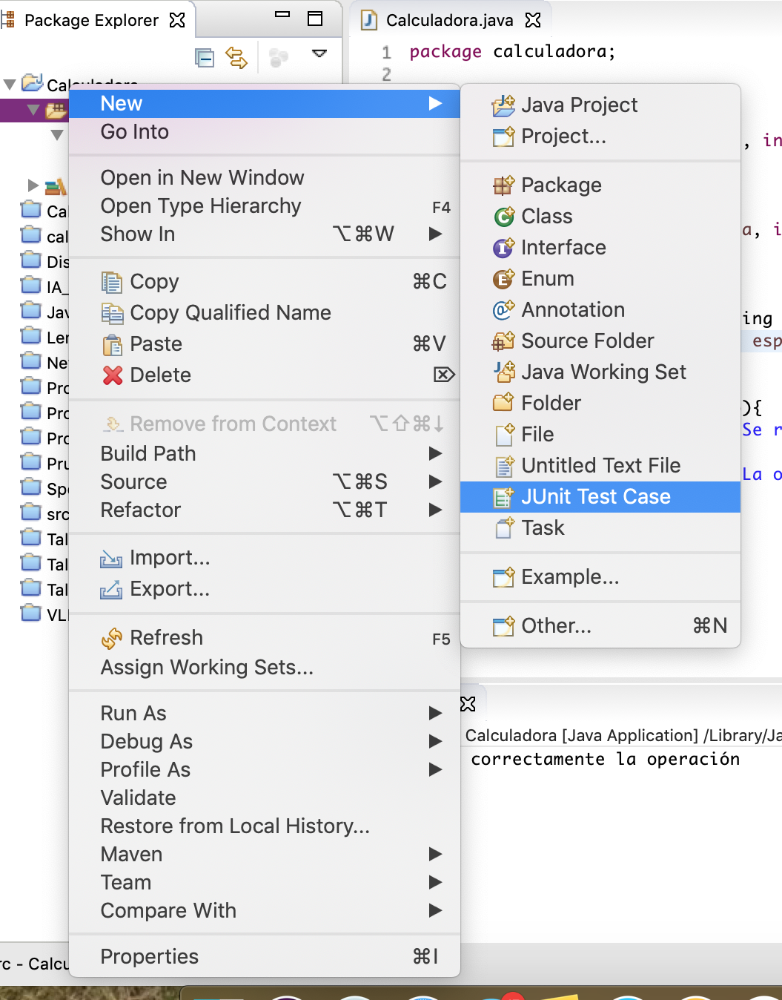 Package Explorer
Calculadora.java
1 package calculadora;
2
Calculadora
New
Go Into
Open in New Window
Open Type Hierarchy F4
Show In ⌥⌘W
Copy ⌘C
Copy Qualified Name
Paste ⌘V
Delete ⌦
Remove from Context ⌥⇧⌘↓
Build Path
Source ⌥⌘S
Refactor ⌥⌘T
Import...
Export...
Refresh F5
Assign Working Sets...
Run As
Debug As
Profile As
Validate
Restore from Local History...
Maven
Team
Compare With
Properties ⌘I
Java Project
Project...
Package
Class
Interface
Enum
Annotation
Source Folder
Java Working Set
Folder
File
Untitled Text File
JUnit Test Case
Task
Example...
Other... ⌘N
, in
a, i
ing
esp
){
Se r
La o
Ca
cal
Dis
IA_
Jav
Ler
Ne
Pro
Pro
Pro
Pru
Spe
src
Tal
Tal
Tal
VLI
Calculadora [Java Application] /Library/Ja
correctamente la operación
rc - Calcu